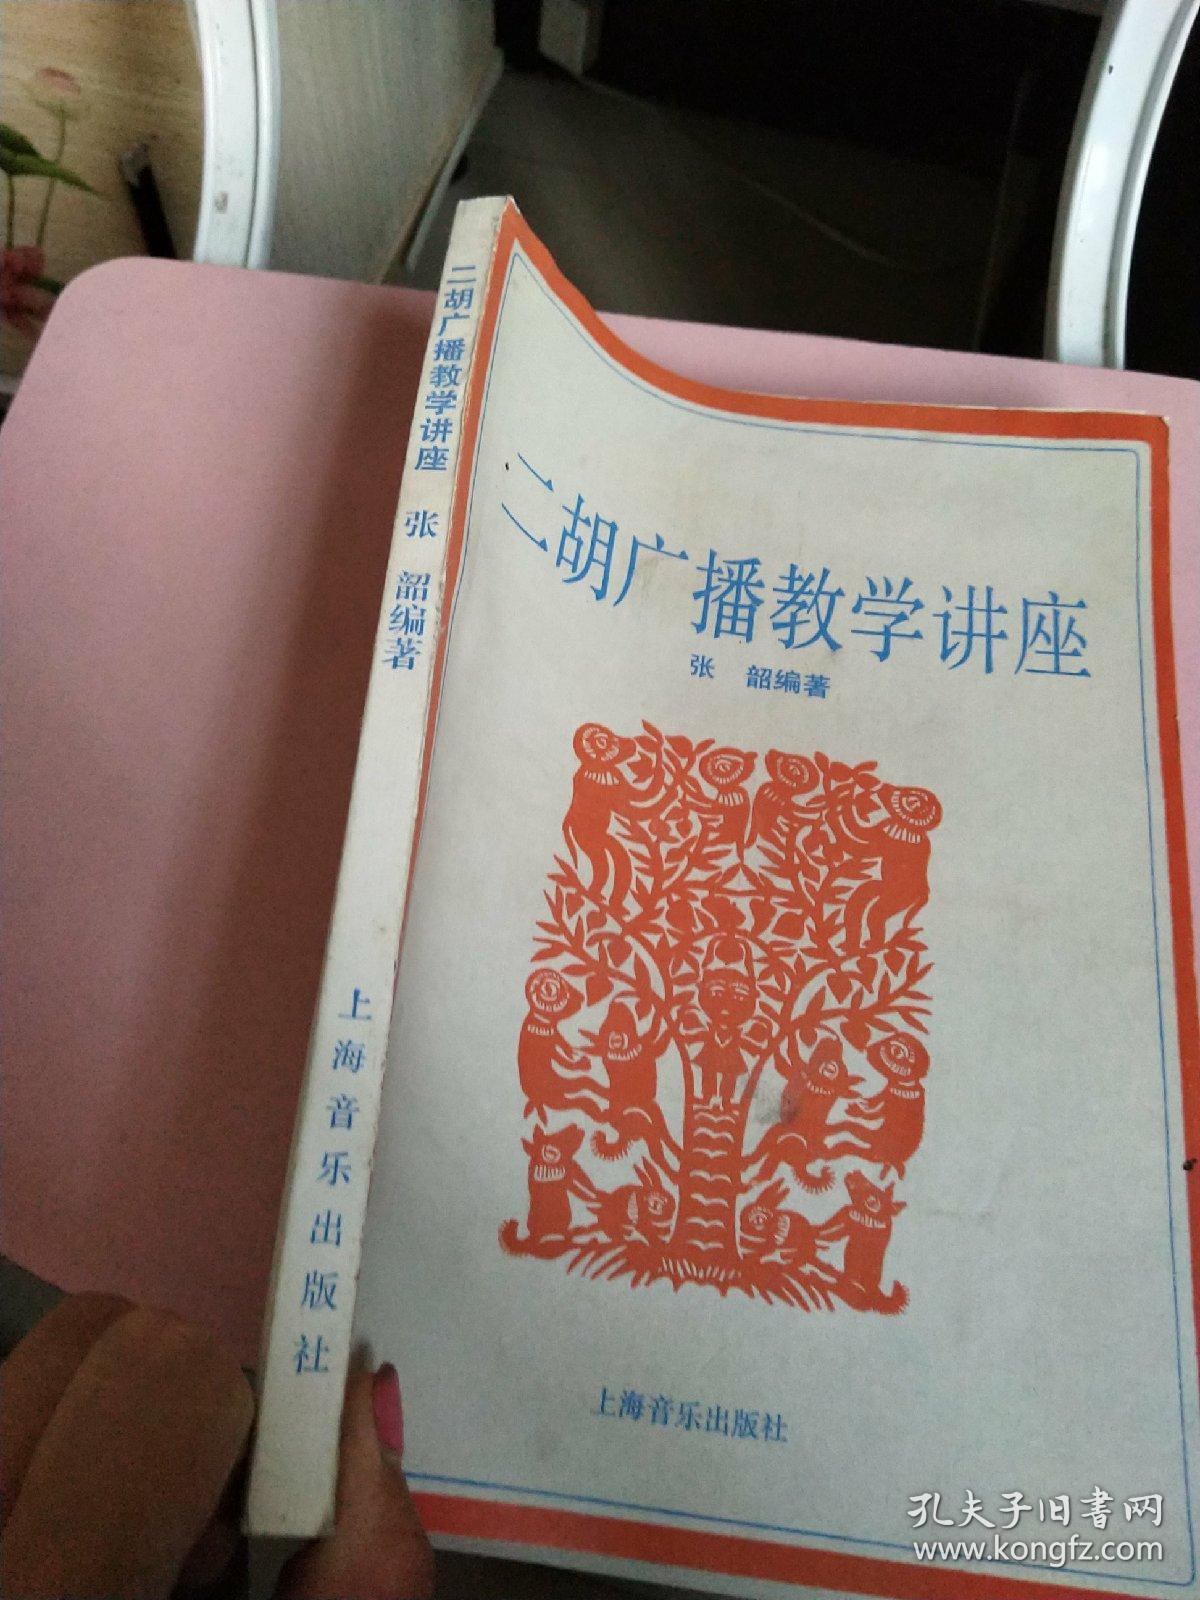 二胡广播教学讲座
张 韶编著
上海音乐出版社
二胡广播教学讲座
张 韶编著
上海音乐出版社
孔夫子旧书网
www.kongfz.com